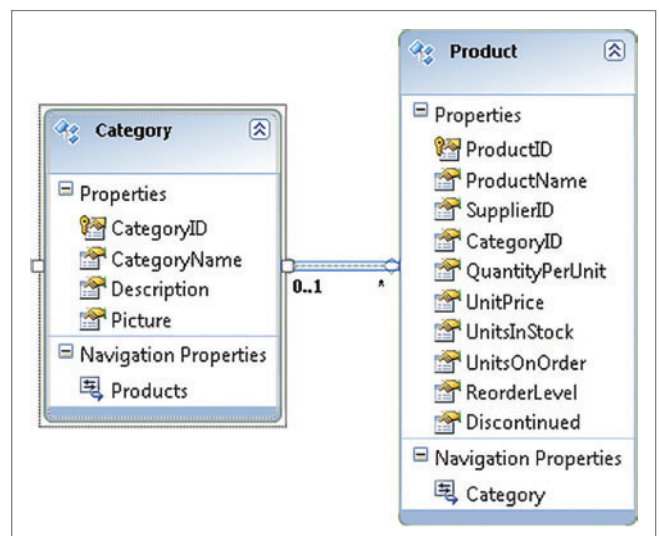 Category
Properties
CategoryID
CategoryName
Description
Picture
Navigation Properties
Products
0..1
*
Product
Properties
ProductID
ProductName
SupplierID
CategoryID
QuantityPerUnit
UnitPrice
UnitsInStock
UnitsOnOrder
ReorderLevel
Discontinued
Navigation Properties
Category